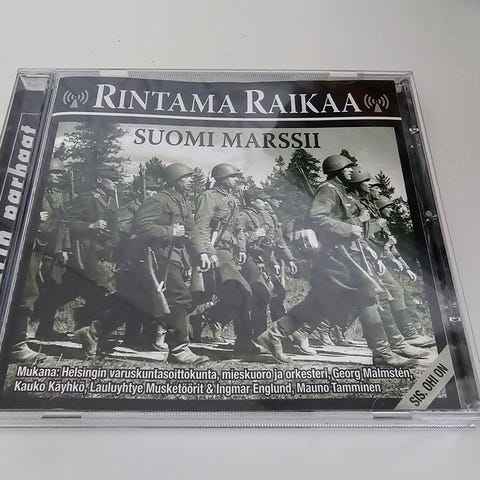 RINTAMA RAIKAA
SUOMI MARSSII
Mukana: Helsingin varuskuntasoittokunta, mieskuoro ja orkesteri, Georg Malmstén,
Kauko Käyhkö, Lauluyhtye Musketöörit & Ingmar Englund, Mauno Tamminen
SIS. OHI ON
parhaat